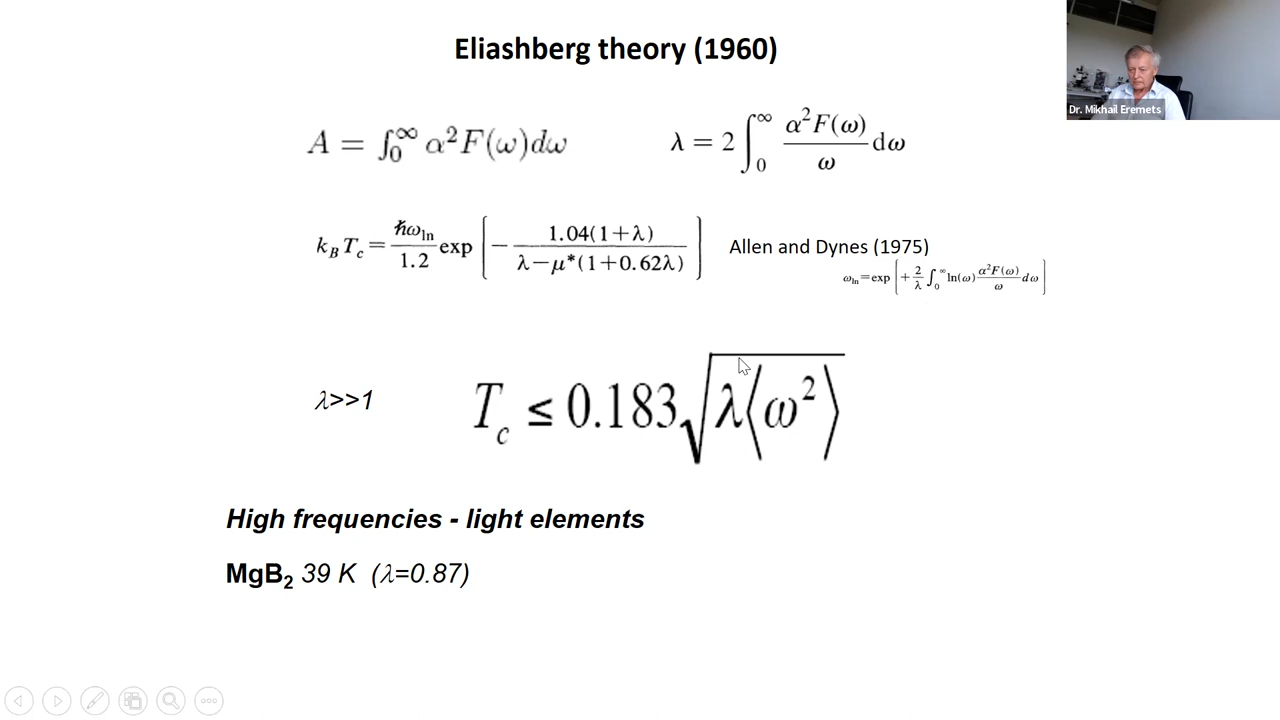 Eliashberg theory (1960)
Dr. Mikhail Eremets
A = ∫₀^∞ α²F(ω)dω
λ = 2 ∫₀^∞ α²F(ω)/ω dω
k_B T_c = ℏω_ln/1.2 exp [ − 1.04(1+λ)/λ−μ*(1+0.62λ) ]
Allen and Dynes (1975)
ω_ln = exp [ + 2/λ ∫₀^∞ ln(ω) α²F(ω)/ω dω ]
λ>>1
T_c ≤ 0.183√λ⟨ω²⟩
High frequencies - light elements
MgB₂ 39 K (λ=0.87)